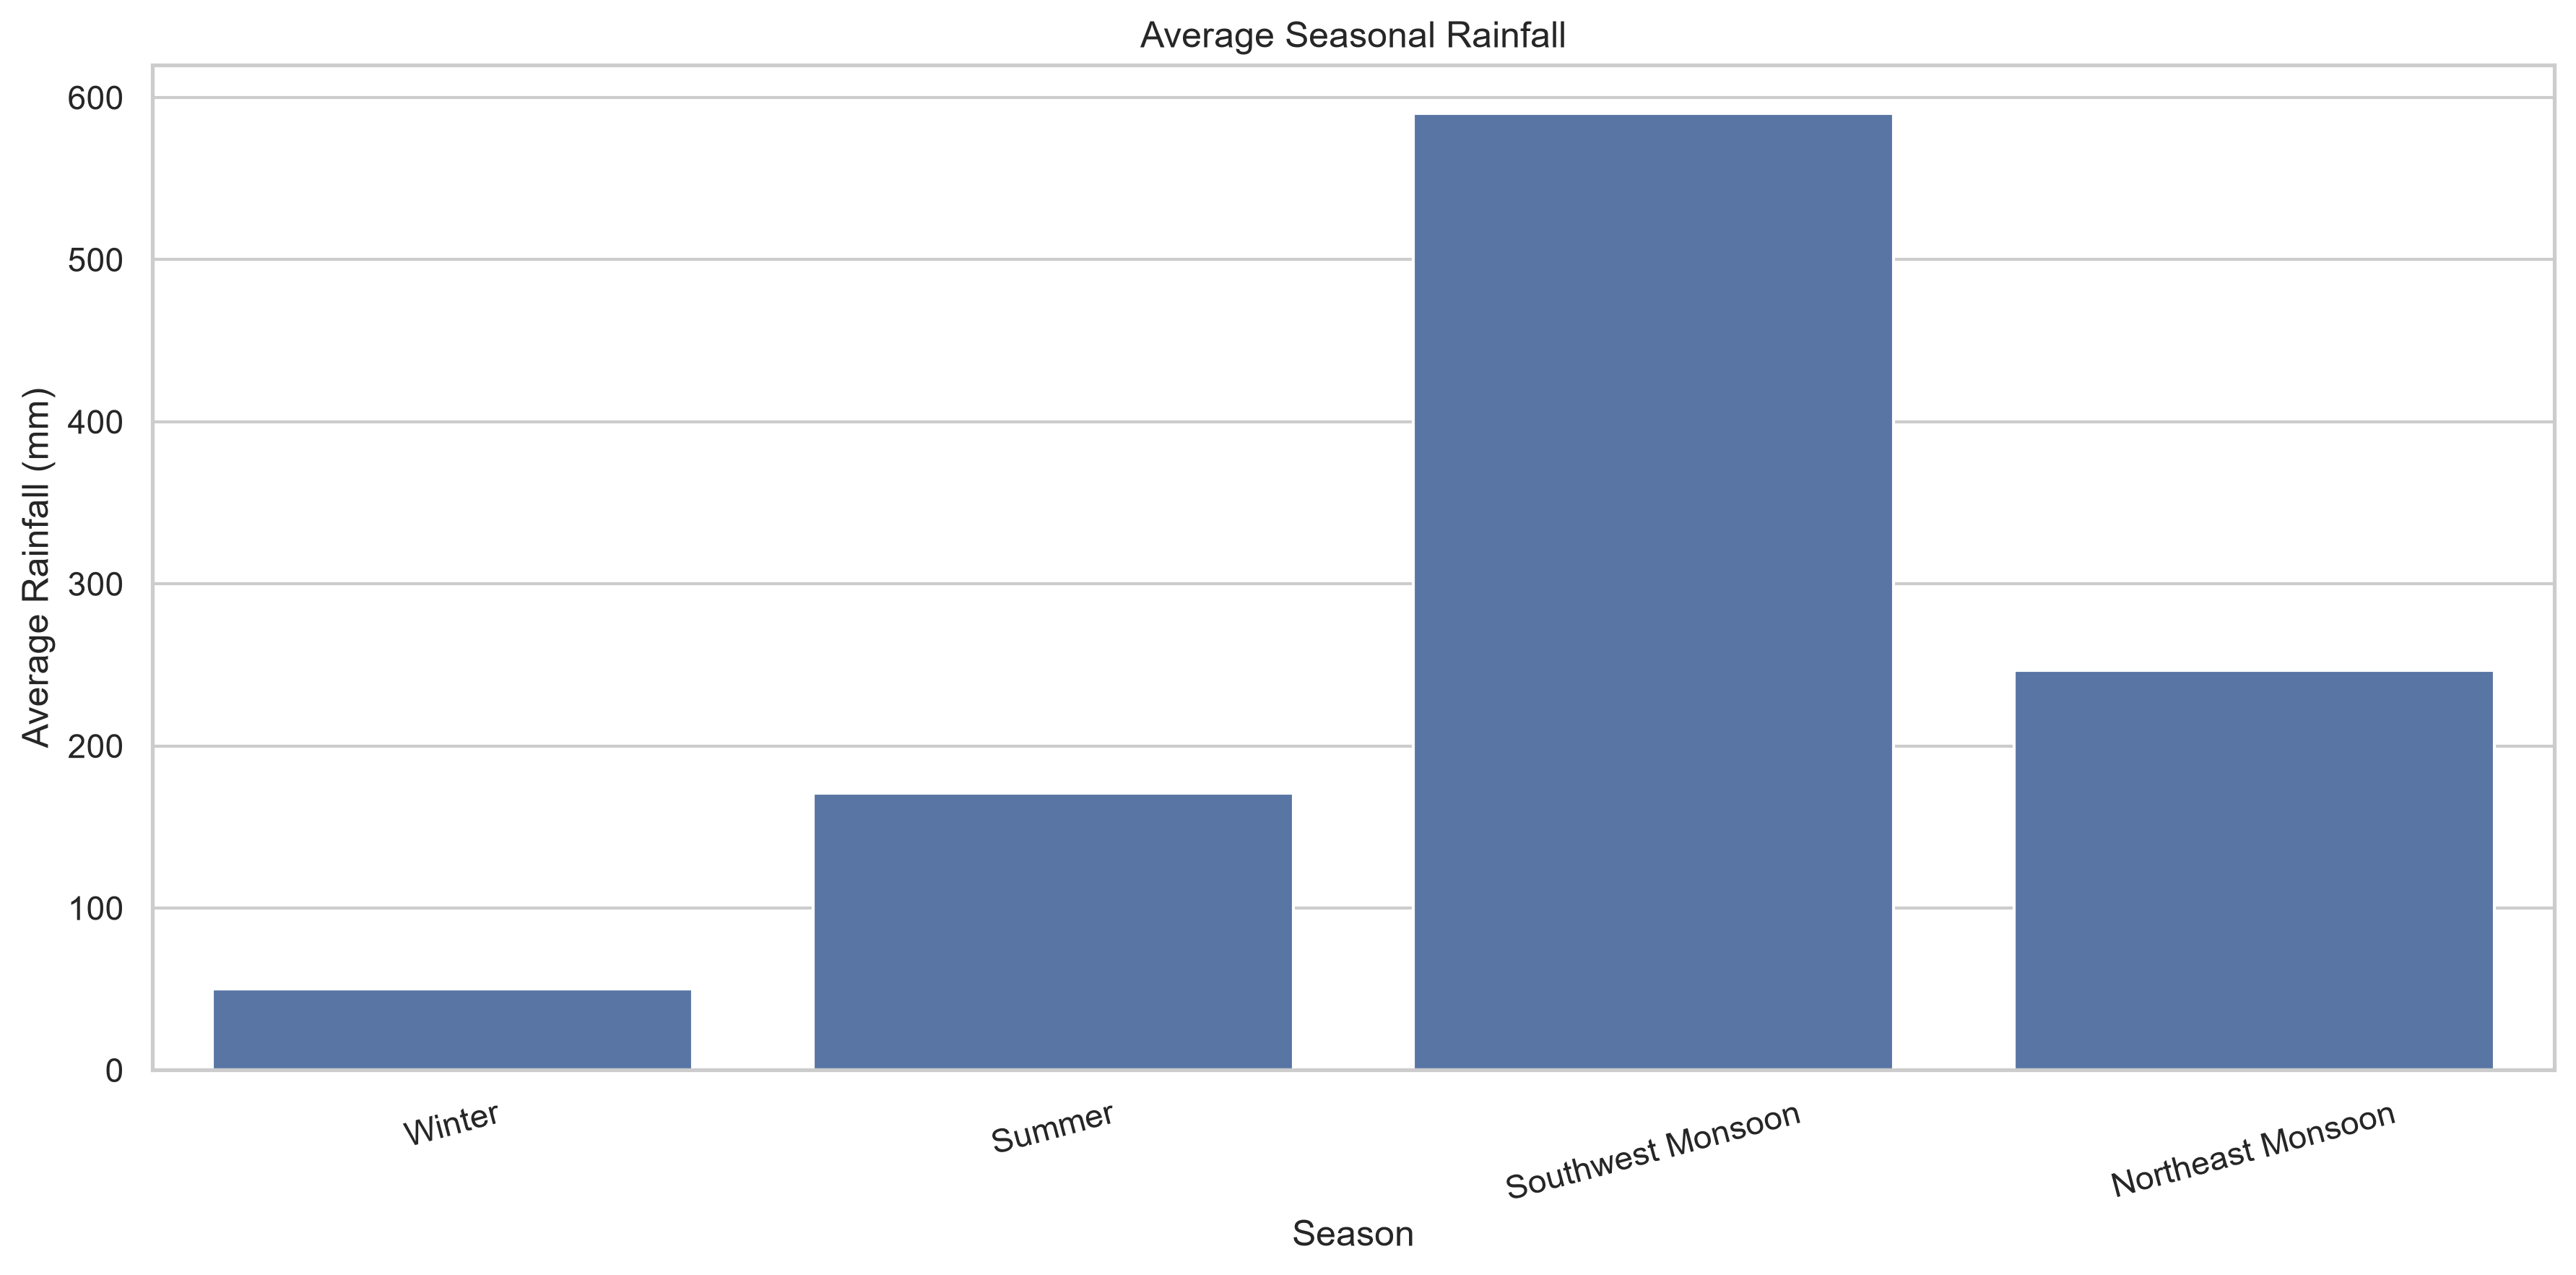 Average Seasonal Rainfall
600
500
400
300
200
100
0
Average Rainfall (mm)
Winter
Summer
Southwest Monsoon
Northeast Monsoon
Season